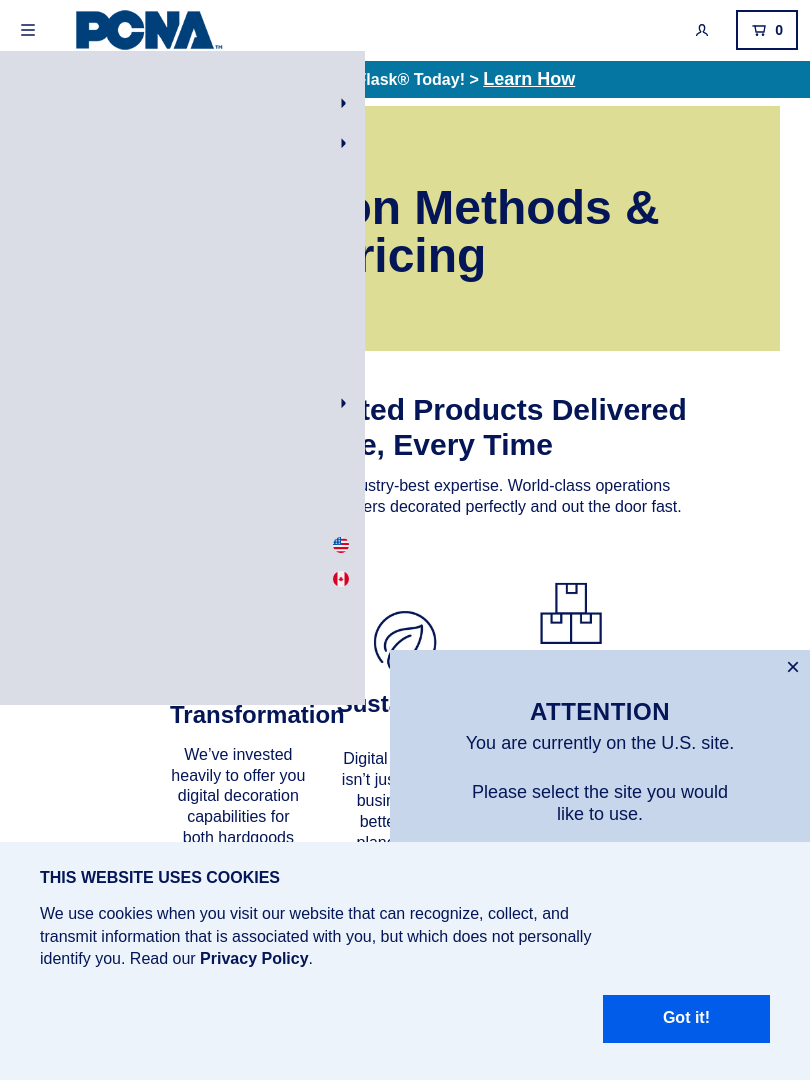 PCNA™
0
Flask® Today! > Learn How
on Methods &
ricing
ted Products Delivered
e, Every Time
ustry-best expertise. World-class operations
ers decorated perfectly and out the door fast.
Transformation
We’ve invested
heavily to offer you
digital decoration
capabilities for
both hardgoods
Susta
Digital
isn’t jus
busin
bette
plane
ATTENTION
You are currently on the U.S. site.
Please select the site you would
like to use.
THIS WEBSITE USES COOKIES
We use cookies when you visit our website that can recognize, collect, and
transmit information that is associated with you, but which does not personally
identify you. Read our Privacy Policy.
Got it!